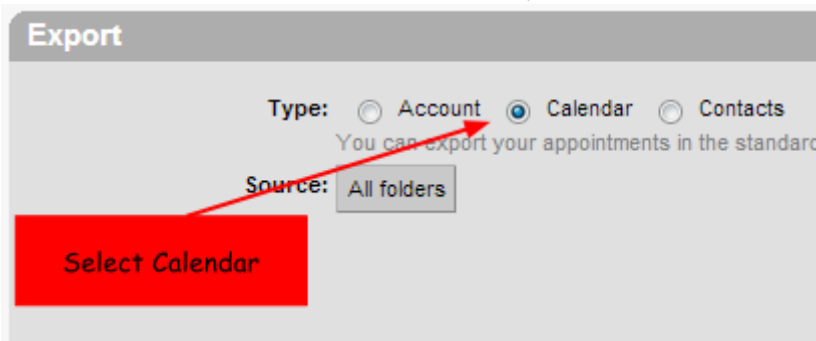 Export
Type: Account Calendar Contacts
You can export your appointments in the standard
Source: All folders
Select Calendar